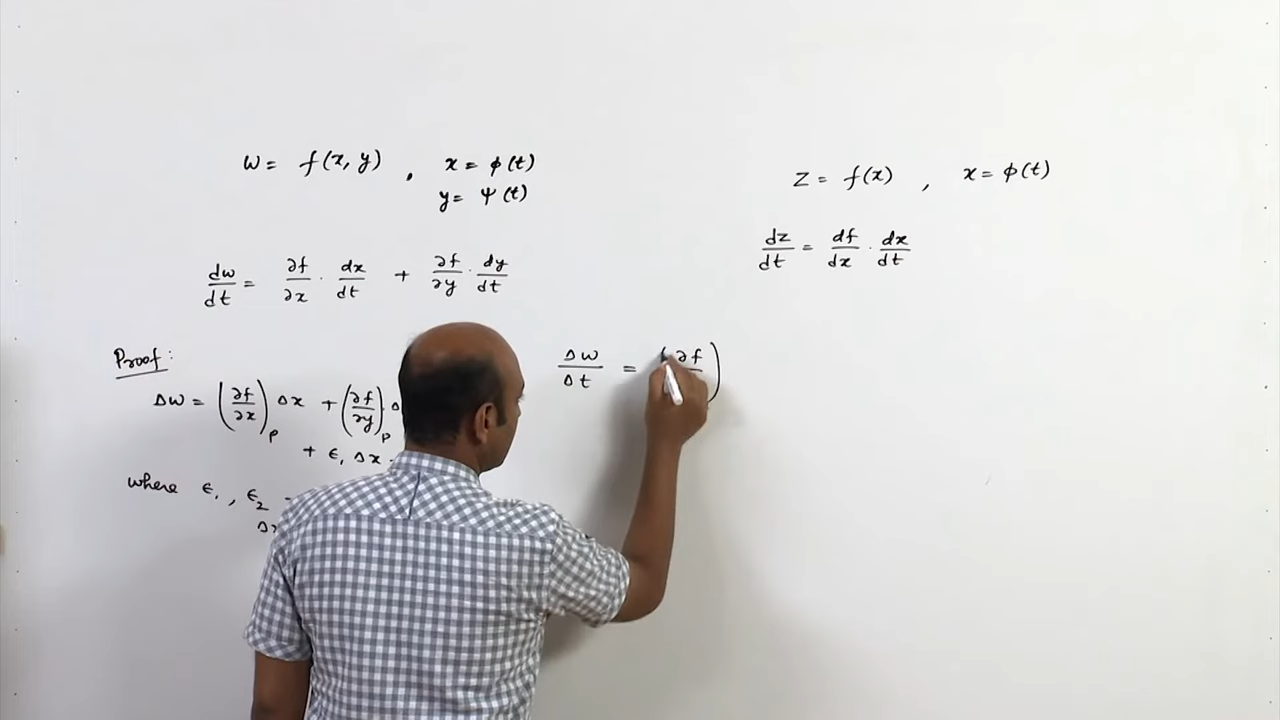 w = f(x, y) , x = φ(t)
y = ψ(t)
dw/dt = ∂f/∂x · dx/dt + ∂f/∂y · dy/dt
Proof:
Δw = (∂f/∂x)_p Δx + (∂f/∂y)_p Δ
+ ε₁ Δx
where ε₁, ε₂
Δx
z = f(x) , x = φ(t)
dz/dt = df/dx · dx/dt
Δw/Δt = (∂f